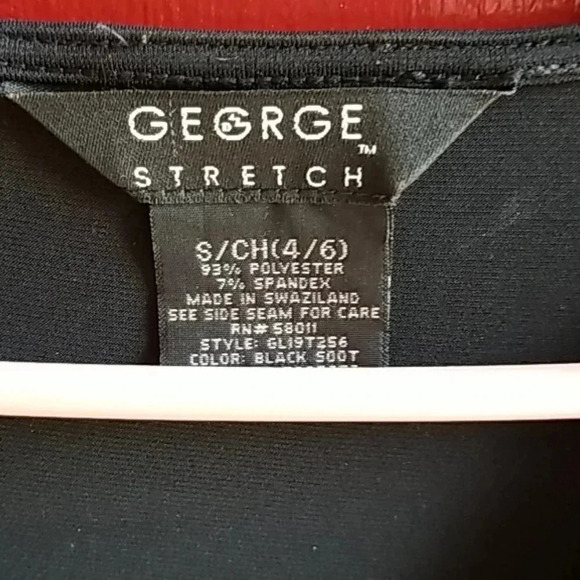 GEORGE™
STRETCH
S/CH(4/6)
93% POLYESTER
7% SPANDEX
MADE IN SWAZILAND
SEE SIDE SEAM FOR CARE
RN# 58011
STYLE: GL19T256
COLOR: BLACK SOOT